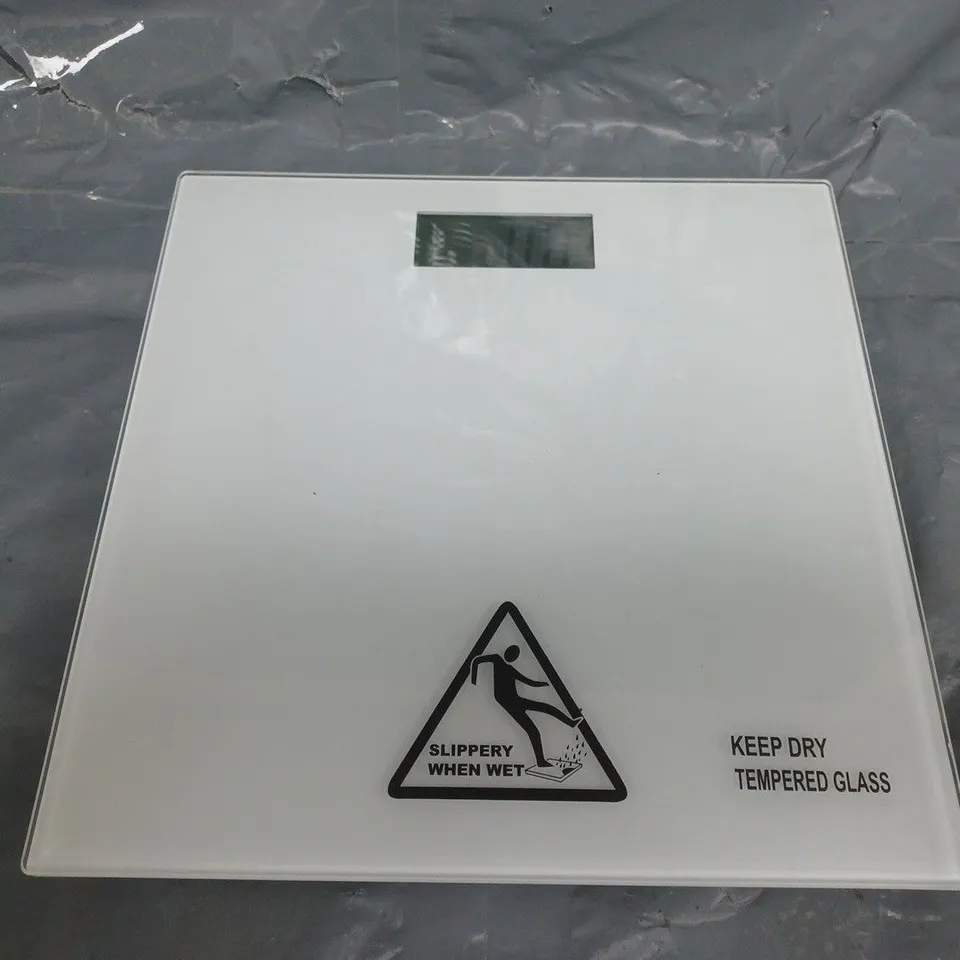 SLIPPERY
WHEN WET
KEEP DRY
TEMPERED GLASS